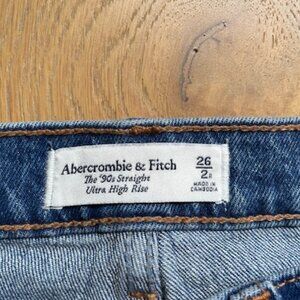 Abercrombie & Fitch
The '90s Straight
Ultra High Rise
26
2R
MADE IN
CAMBODIA